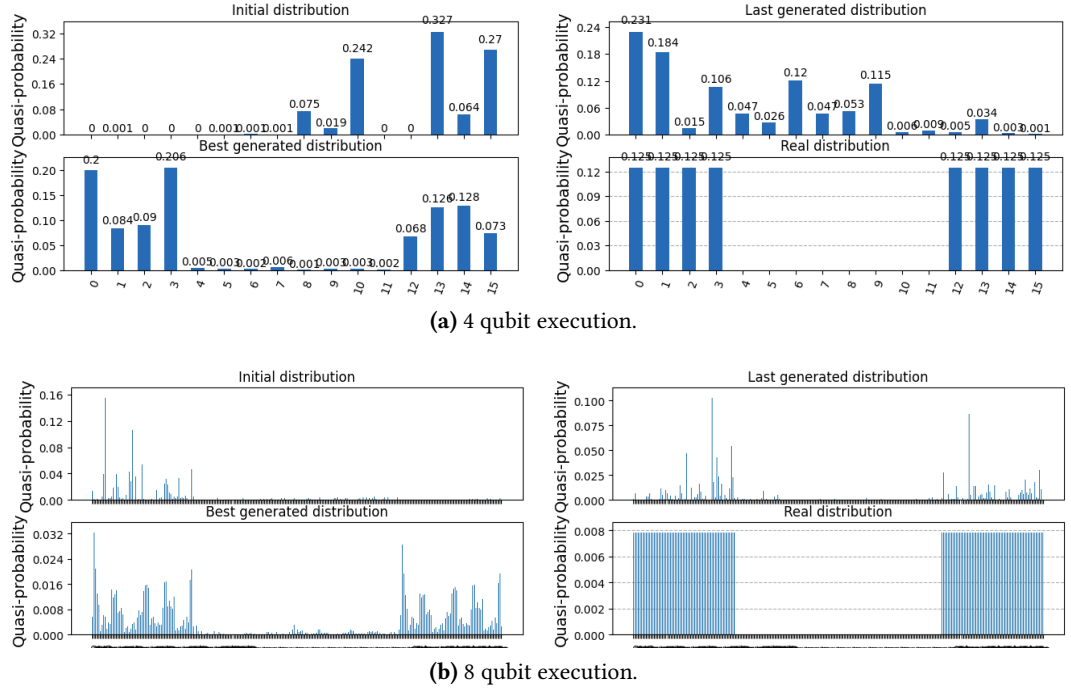 Initial distribution
Quasi-probability
0.32
0.24
0.16
0.08
0.00
0 0.001 0 0 0 0.001 0.001 0.001 0.075 0.019 0.242 0 0 0.327 0.064 0.27
Last generated distribution
Quasi-probability
0.24
0.18
0.12
0.06
0.00
0.231 0.184 0.015 0.106 0.047 0.026 0.12 0.047 0.053 0.115 0.006 0.009 0.005 0.034 0.003 0.001
Best generated distribution
Quasi-probability
0.20
0.15
0.10
0.05
0.00
0.2 0.084 0.09 0.206 0.005 0.003 0.002 0.006 0.001 0.003 0.003 0.002 0.068 0.126 0.128 0.073
0 1 2 3 4 5 6 7 8 9 10 11 12 13 14 15
Real distribution
Quasi-probability
0.12
0.09
0.06
0.03
0.00
0.125 0.125 0.125 0.125 0.125 0.125 0.125 0.125
0 1 2 3 4 5 6 7 8 9 10 11 12 13 14 15
(a) 4 qubit execution.
Initial distribution
Quasi-probability
0.16
0.12
0.08
0.04
0.00
Last generated distribution
Quasi-probability
0.100
0.075
0.050
0.025
0.000
Best generated distribution
Quasi-probability
0.032
0.024
0.016
0.008
0.000
Real distribution
Quasi-probability
0.008
0.006
0.004
0.002
0.000
(b) 8 qubit execution.